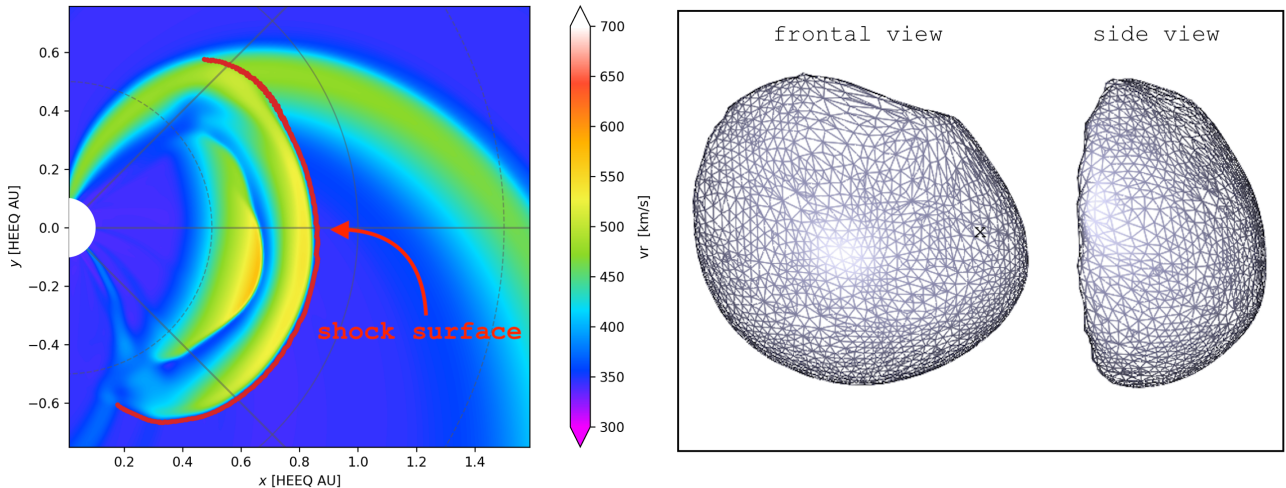 0.6
0.4
0.2
0.0
−0.2
−0.4
−0.6
y [HEEQ AU]
0.2 0.4 0.6 0.8 1.0 1.2 1.4
x [HEEQ AU]
shock surface
700
650
600
550
500
450
400
350
300
vr [km/s]
frontal view side view
x